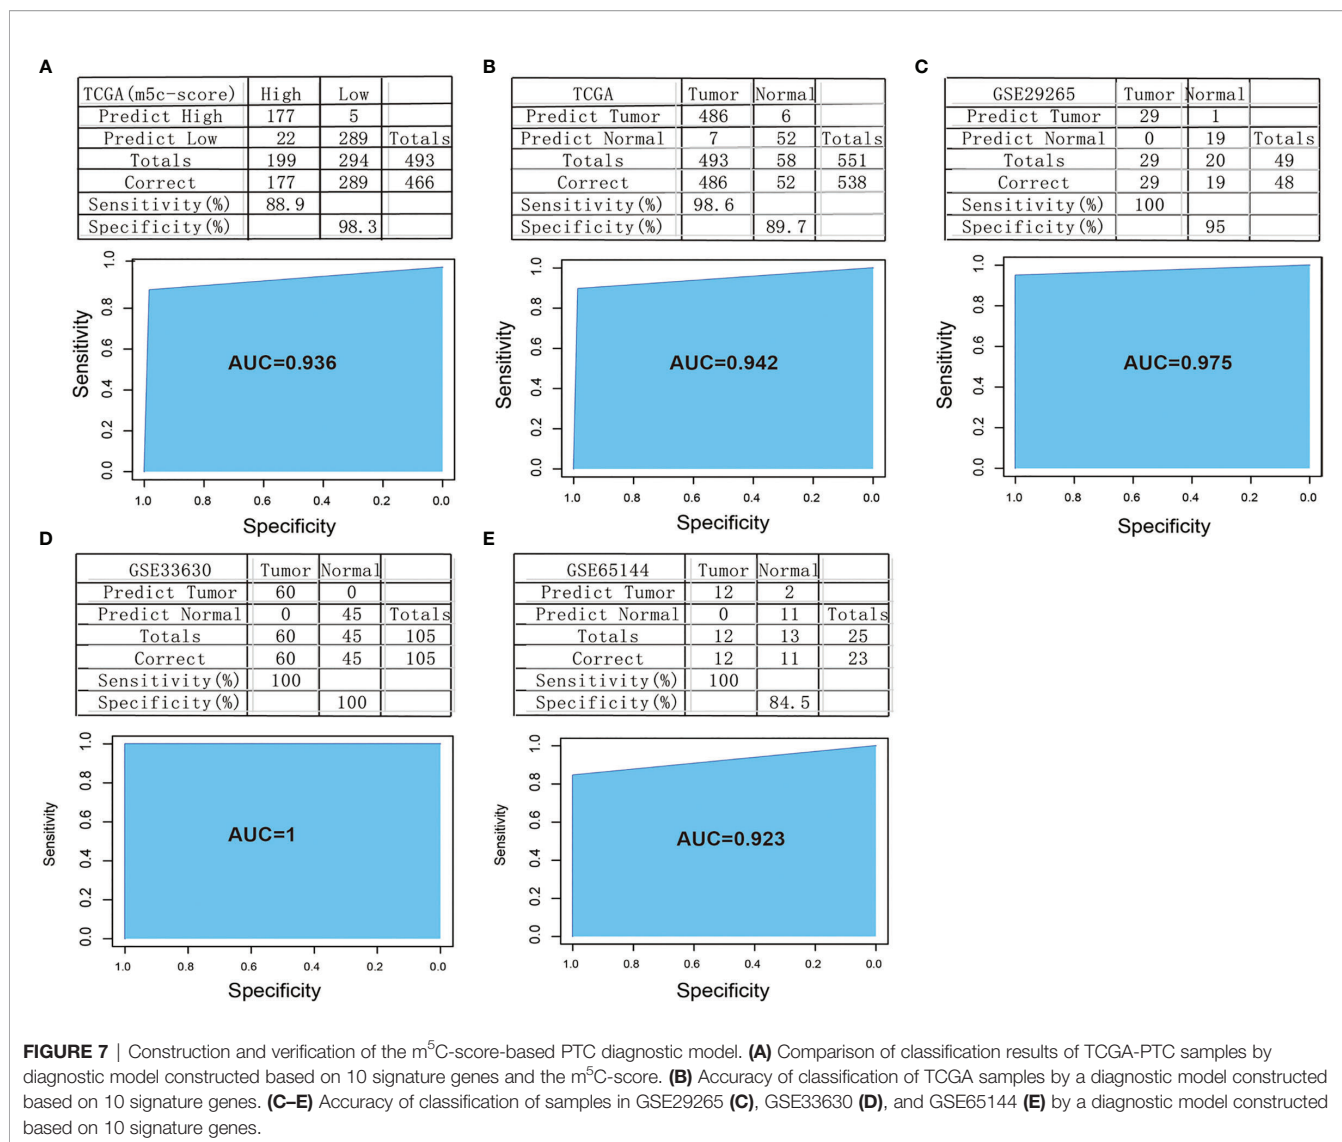 A
TCGA(m5c-score) High Low
Predict High 177 5
Predict Low 22 289 Totals
Totals 199 294 493
Correct 177 289 466
Sensitivity(%) 88.9
Specificity(%) 98.3
Sensitivity
0.0 0.2 0.4 0.6 0.8 1.0
AUC=0.936
1.0 0.8 0.6 0.4 0.2 0.0
Specificity
B
TCGA Tumor Normal
Predict Tumor 486 6
Predict Normal 7 52 Totals
Totals 493 58 551
Correct 486 52 538
Sensitivity(%) 98.6
Specificity(%) 89.7
Sensitivity
0.0 0.2 0.4 0.6 0.8 1.0
AUC=0.942
1.0 0.8 0.6 0.4 0.2 0.0
Specificity
C
GSE29265 Tumor Normal
Predict Tumor 29 1
Predict Normal 0 19 Totals
Totals 29 20 49
Correct 29 19 48
Sensitivity(%) 100
Specificity(%) 95
Sensitivity
0.0 0.2 0.4 0.6 0.8 1.0
AUC=0.975
1.0 0.8 0.6 0.4 0.2 0.0
Specificity
D
GSE33630 Tumor Normal
Predict Tumor 60 0
Predict Normal 0 45 Totals
Totals 60 45 105
Correct 60 45 105
Sensitivity(%) 100
Specificity(%) 100
Sensitivity
0.0 0.2 0.4 0.6 0.8 1.0
AUC=1
1.0 0.8 0.6 0.4 0.2 0.0
Specificity
E
GSE65144 Tumor Normal
Predict Tumor 12 2
Predict Normal 0 11 Totals
Totals 12 13 25
Correct 12 11 23
Sensitivity(%) 100
Specificity(%) 84.5
Sensitivity
0.0 0.2 0.4 0.6 0.8 1.0
AUC=0.923
1.0 0.8 0.6 0.4 0.2 0.0
Specificity
FIGURE 7 | Construction and verification of the m⁵C-score-based PTC diagnostic model. (A) Comparison of classification results of TCGA-PTC samples by
diagnostic model constructed based on 10 signature genes and the m⁵C-score. (B) Accuracy of classification of TCGA samples by a diagnostic model constructed
based on 10 signature genes. (C–E) Accuracy of classification of samples in GSE29265 (C), GSE33630 (D), and GSE65144 (E) by a diagnostic model constructed
based on 10 signature genes.